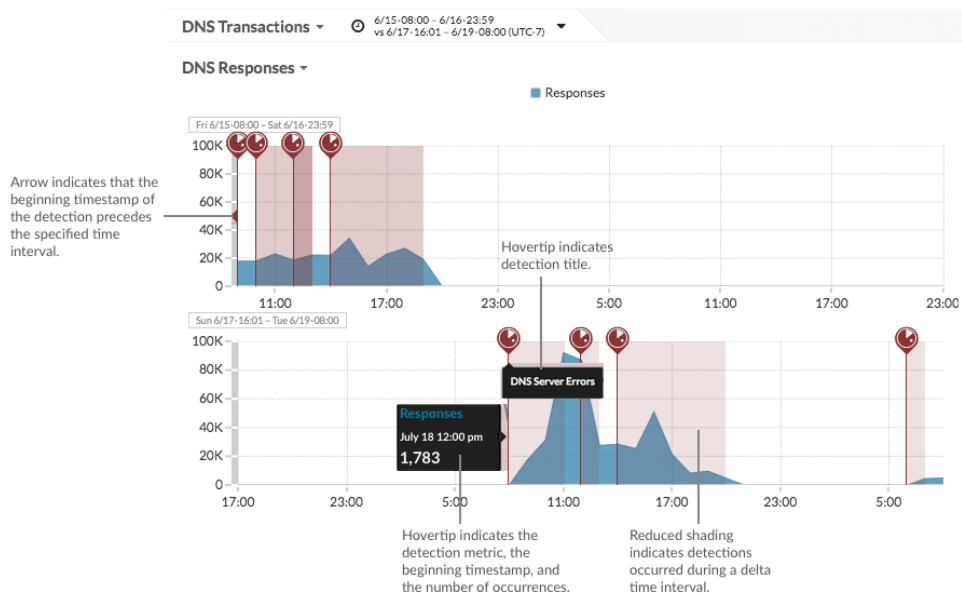 DNS Transactions
6/15·08:00 – 6/16·23:59
vs 6/17·16:01 – 6/19·08:00 (UTC-7)
DNS Responses
Responses
Fri 6/15·08:00 – Sat 6/16·23:59
100K
80K
60K
40K
20K
0
11:00 17:00 23:00 5:00 11:00 17:00 23:00
Arrow indicates that the
beginning timestamp of
the detection precedes
the specified time
interval.
Hovertip indicates
detection title.
Sun 6/17·16:01 – Tue 6/19·08:00
100K
80K
60K
40K
20K
0
DNS Server Errors
Responses
July 18 12:00 pm
1,783
17:00 23:00 5:00 11:00 17:00 23:00 5:00
Hovertip indicates the
detection metric, the
beginning timestamp, and
the number of occurrences.
Reduced shading
indicates detections
occurred during a delta
time interval.